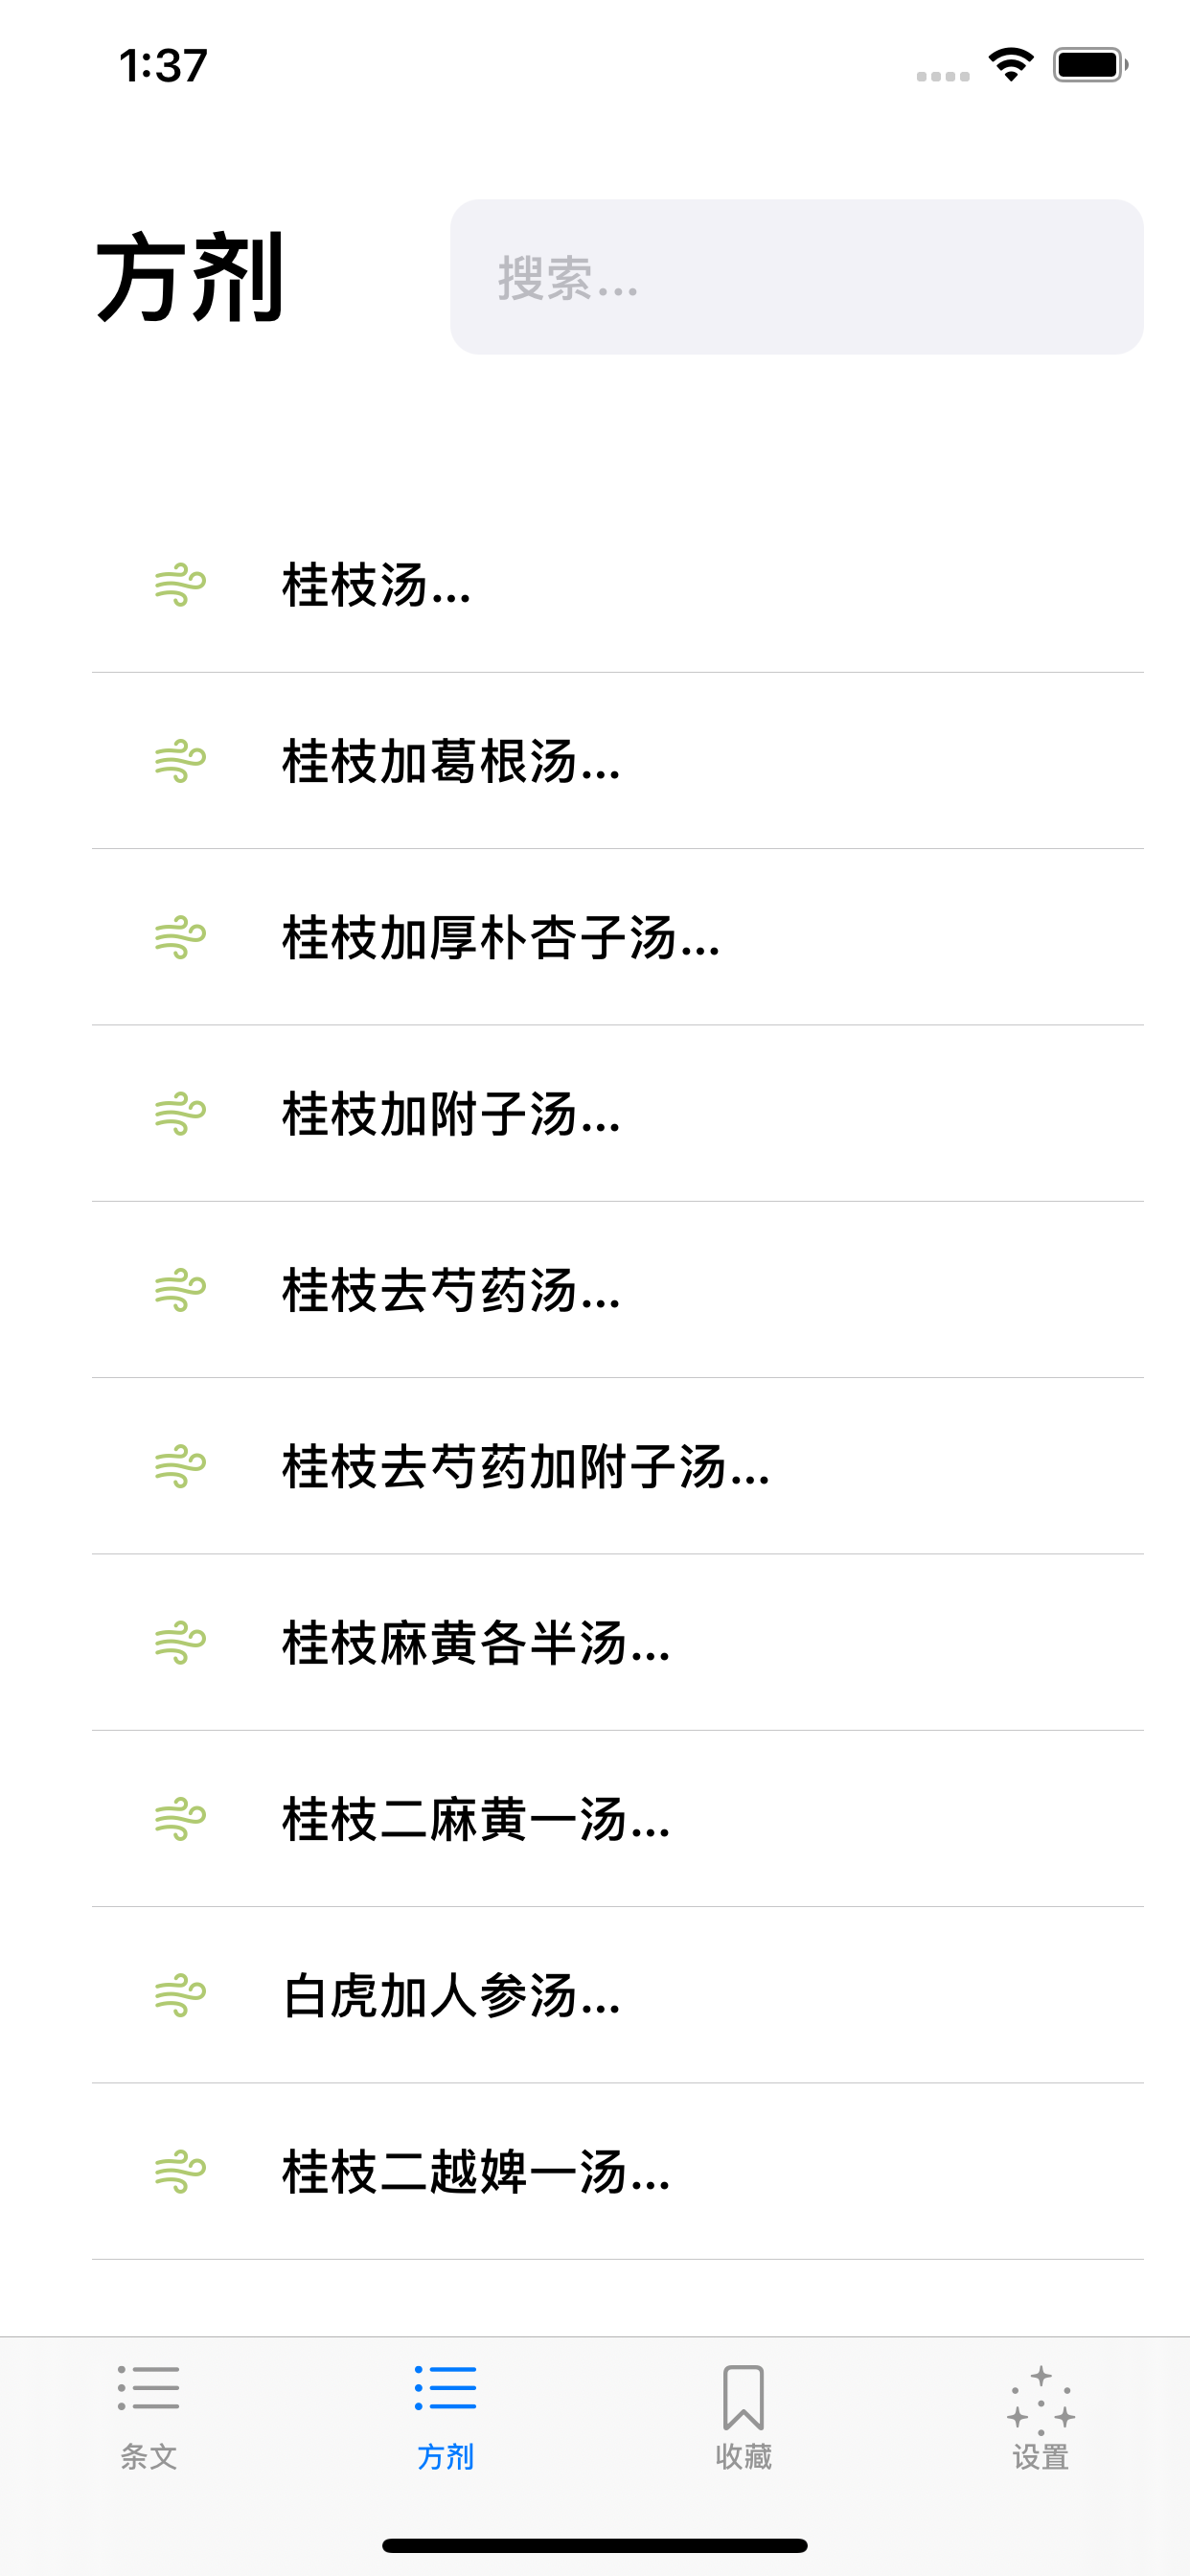 1:37
方剂
搜索...
桂枝汤...
桂枝加葛根汤...
桂枝加厚朴杏子汤...
桂枝加附子汤...
桂枝去芍药汤...
桂枝去芍药加附子汤...
桂枝麻黄各半汤...
桂枝二麻黄一汤...
白虎加人参汤...
桂枝二越婢一汤...
条文
方剂
收藏
设置